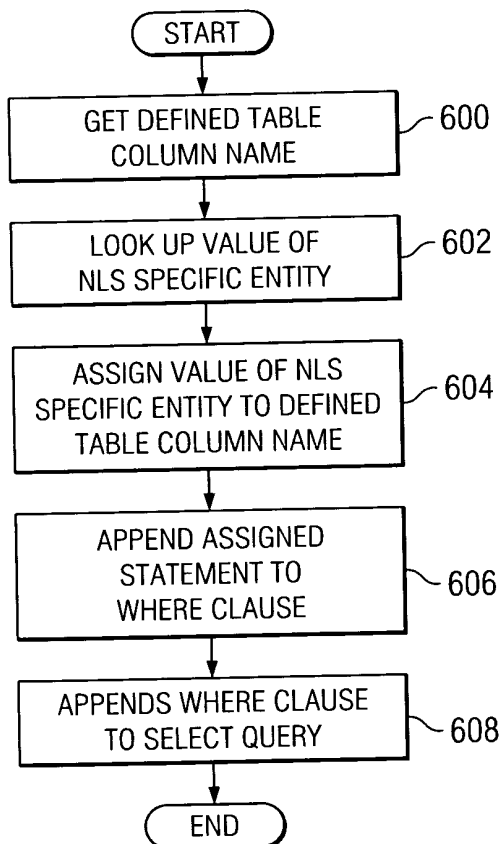 START
GET DEFINED TABLE
COLUMN NAME
600
LOOK UP VALUE OF
NLS SPECIFIC ENTITY
602
ASSIGN VALUE OF NLS
SPECIFIC ENTITY TO DEFINED
TABLE COLUMN NAME
604
APPEND ASSIGNED
STATEMENT TO
WHERE CLAUSE
606
APPENDS WHERE CLAUSE
TO SELECT QUERY
608
END